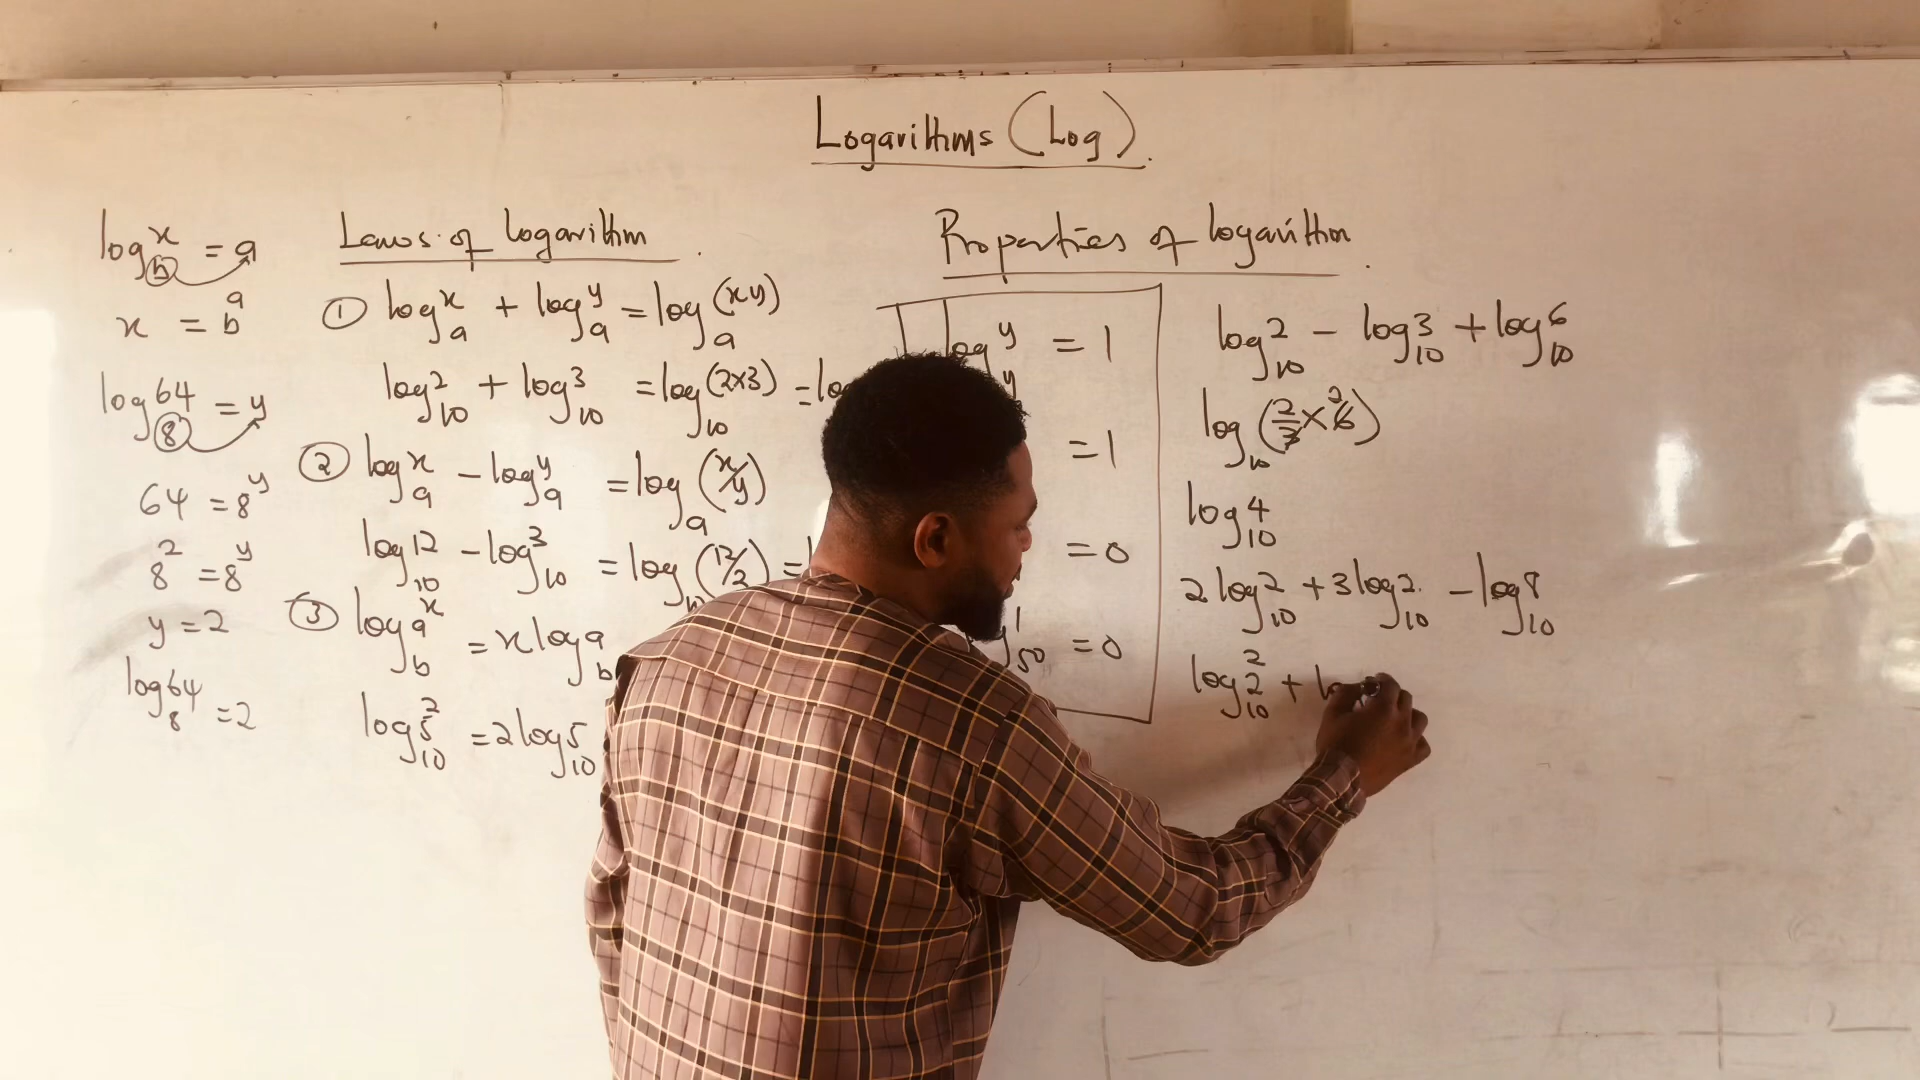 Logarithms (Log).
log_b x = a
x = b^a
log_8 64 = y
64 = 8^y
8^2 = 8^y
y = 2
log_8 64 = 2
Laws of logarithm.
① log_a x + log_a y = log_a (xy)
log_10 2 + log_10 3 = log_10 (2x3) = log
② log_a x - log_a y = log_a (x/y)
log_10 12 - log_10 3 = log_10 (12/3) =
③ log_b a^x = x log_b a
log_10 5^2 = 2 log_10 5
Properties of logarithm.
log_y y = 1
= 1
= 0
log_50 1 = 0
log_10 2 - log_10 3 + log_10 6
log_10 (2/3 x 6) 2
log_10 4
2 log_10 2 + 3 log_10 2 - log_10 8
log_10 2^2 +